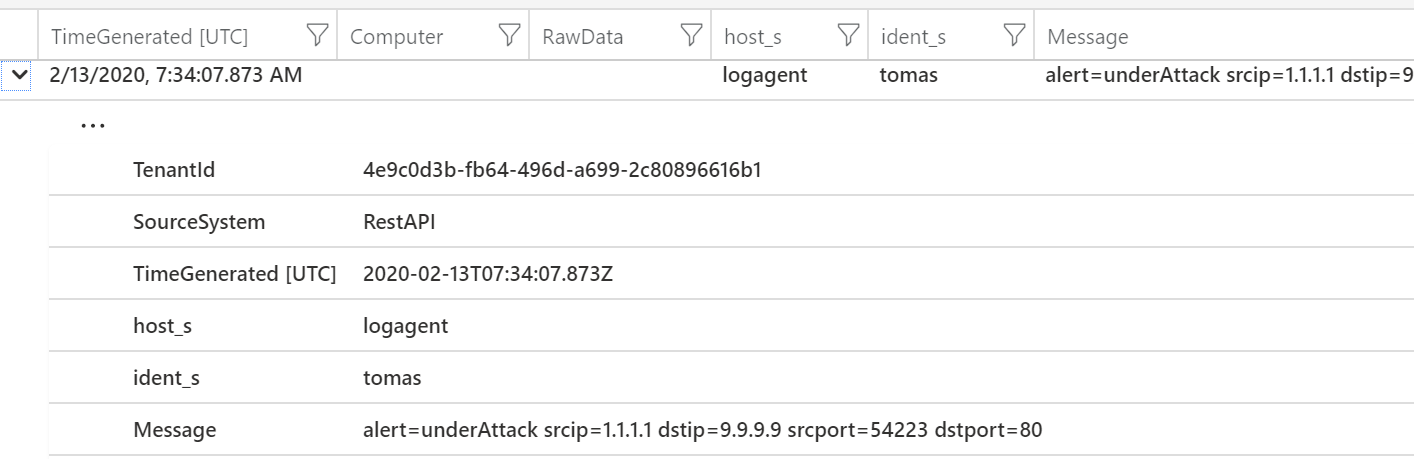 TimeGenerated [UTC] Computer RawData host_s ident_s Message
2/13/2020, 7:34:07.873 AM logagent tomas alert=underAttack srcip=1.1.1.1 dstip=9
...
TenantId 4e9c0d3b-fb64-496d-a699-2c80896616b1
SourceSystem RestAPI
TimeGenerated [UTC] 2020-02-13T07:34:07.873Z
host_s logagent
ident_s tomas
Message alert=underAttack srcip=1.1.1.1 dstip=9.9.9.9 srcport=54223 dstport=80